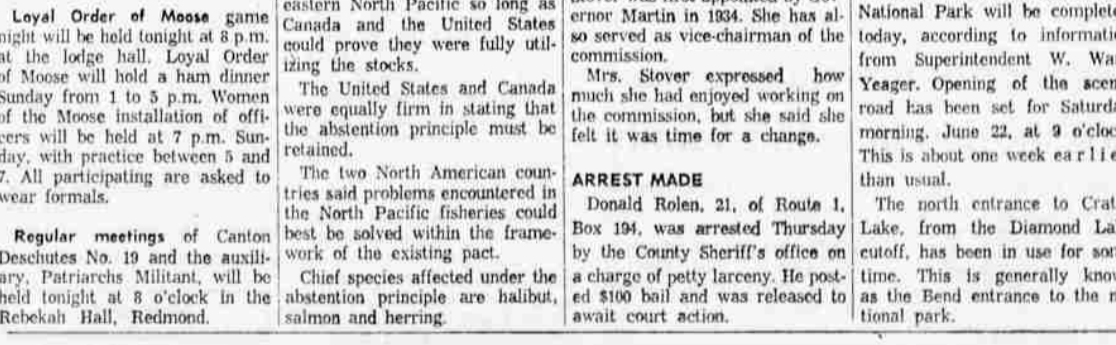 Loyal Order of Moose game
night will be held tonight at 8 p.m.
at the lodge hall. Loyal Order
of Moose will hold a ham dinner
Sunday from 1 to 5 p.m. Women
of the Moose installation of offi-
cers will be held at 7 p.m. Sun-
day, with practice between 5 and
7. All participating are asked to
wear formals.
Regular meetings of Canton
Deschutes No. 19 and the auxili-
ary, Patriarchs Militant, will be
held tonight at 8 o'clock in the
Rebekah Hall, Redmond.
eastern North Pacific so long as
Canada and the United States
could prove they were fully util-
izing the stocks.
The United States and Canada
were equally firm in stating that
the abstention principle must be
retained.
The two North American coun-
tries said problems encountered in
the North Pacific fisheries could
best be solved within the frame-
work of the existing pact.
Chief species affected under the
abstention principle are halibut,
salmon and herring.
ernor Martin in 1934. She has al-
so served as vice-chairman of the
commission.
Mrs. Stover expressed how
much she had enjoyed working on
the commission, but she said she
felt it was time for a change.
ARREST MADE
Donald Rolen, 21, of Route 1,
Box 194, was arrested Thursday
by the County Sheriff's office on
a charge of petty larceny. He post-
ed $100 bail and was released to
await court action.
National Park will be complet
today, according to informati
from Superintendent W. Wa
Yeager. Opening of the sce
road has been set for Saturd
morning, June 22, at 9 o'clo
This is about one week earlie
than usual.
The north entrance to Crat
Lake, from the Diamond La
cutoff, has been in use for so
time. This is generally kno
as the Bend entrance to the
tional park.